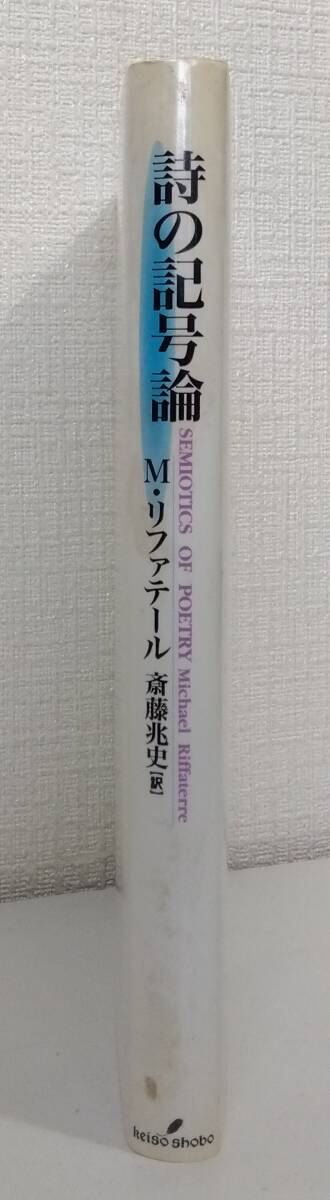 詩の記号論
SEMIOTICS OF POETRY Michael Riffaterre
M・リファテール 斎藤兆史[訳]
keiso shobo